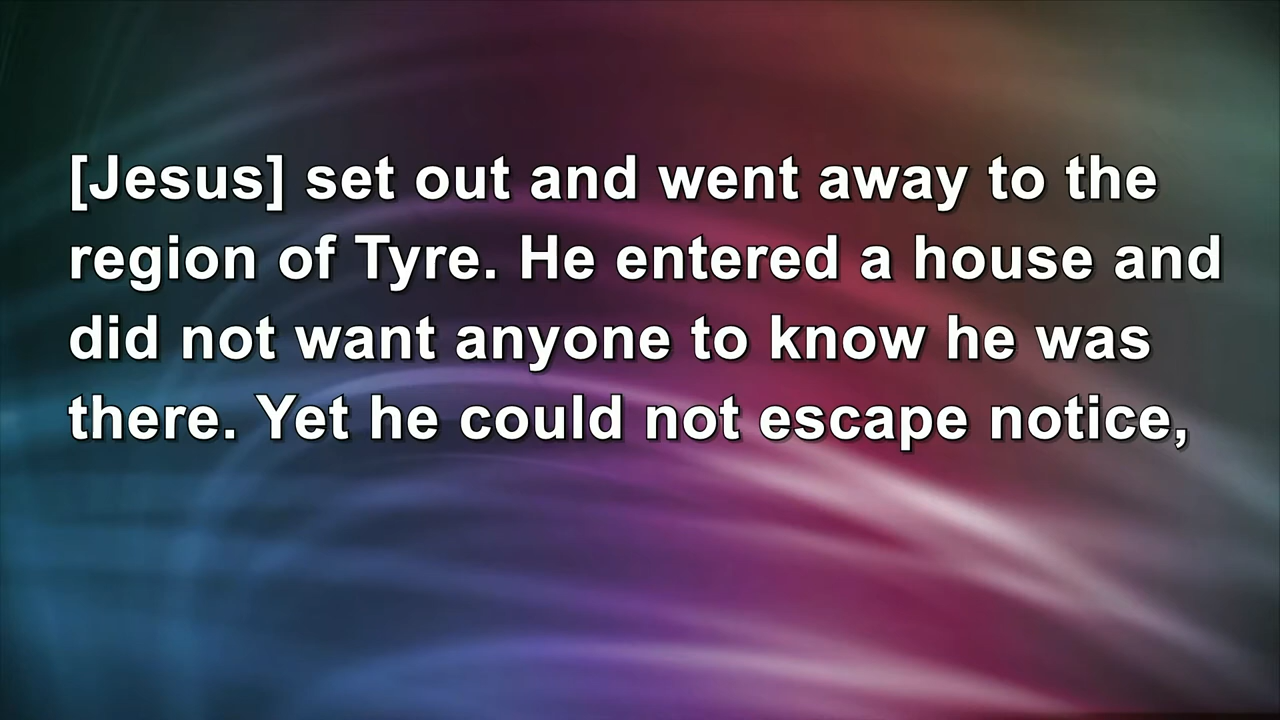 [Jesus] set out and went away to the
region of Tyre. He entered a house and
did not want anyone to know he was
there. Yet he could not escape notice,